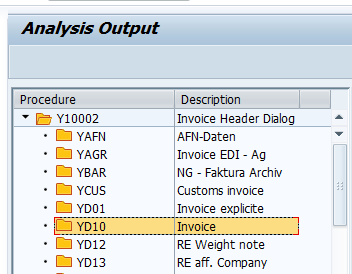 Analysis Output
Procedure Description
Y10002 Invoice Header Dialog
YAFN AFN-Daten
YAGR Invoice EDI - Ag
YBAR NG - Faktura Archiv
YCUS Customs invoice
YD01 Invoice explicite
YD10 Invoice
YD12 RE Weight note
YD13 RE aff. Company